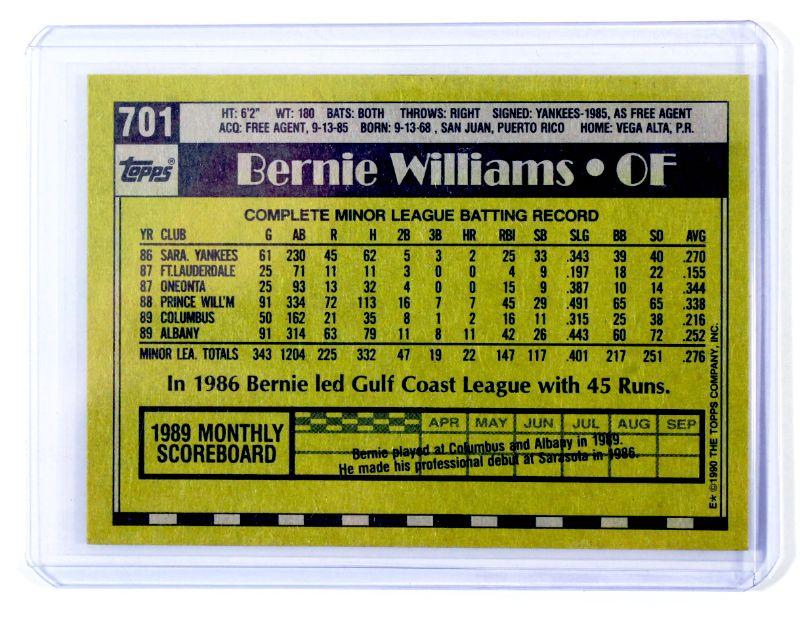 701 HT: 6'2" WT: 180 BATS: BOTH THROWS: RIGHT SIGNED: YANKEES-1985, AS FREE AGENT
ACQ: FREE AGENT, 9-13-85 BORN: 9-13-68 , SAN JUAN, PUERTO RICO HOME: VEGA ALTA, P.R.
TOPPS® Bernie Williams • OF
COMPLETE MINOR LEAGUE BATTING RECORD
YR CLUB G AB R H 2B 3B HR RBI SB SLG BB SO AVG
86 SARA. YANKEES 61 230 45 62 5 3 2 25 33 .343 39 40 .270
87 FT.LAUDERDALE 25 71 11 11 3 0 0 4 9 .197 18 22 .155
87 ONEONTA 25 93 13 32 4 0 0 15 9 .387 10 14 .344
88 PRINCE WILL'M 91 334 72 113 16 7 7 45 29 .491 65 65 .338
89 COLUMBUS 50 162 21 35 8 1 2 16 11 .315 25 38 .216
89 ALBANY 91 314 63 79 11 8 11 42 26 .443 60 72 .252
MINOR LEA. TOTALS 343 1204 225 332 47 19 22 147 117 .401 217 251 .276
In 1986 Bernie led Gulf Coast League with 45 Runs.
1989 MONTHLY
SCOREBOARD
APR MAY JUN JUL AUG SEP
Bernie played at Columbus and Albany in 1989.
He made his professional debut at Sarasota in 1986.
E* ©1990 THE TOPPS COMPANY, INC.